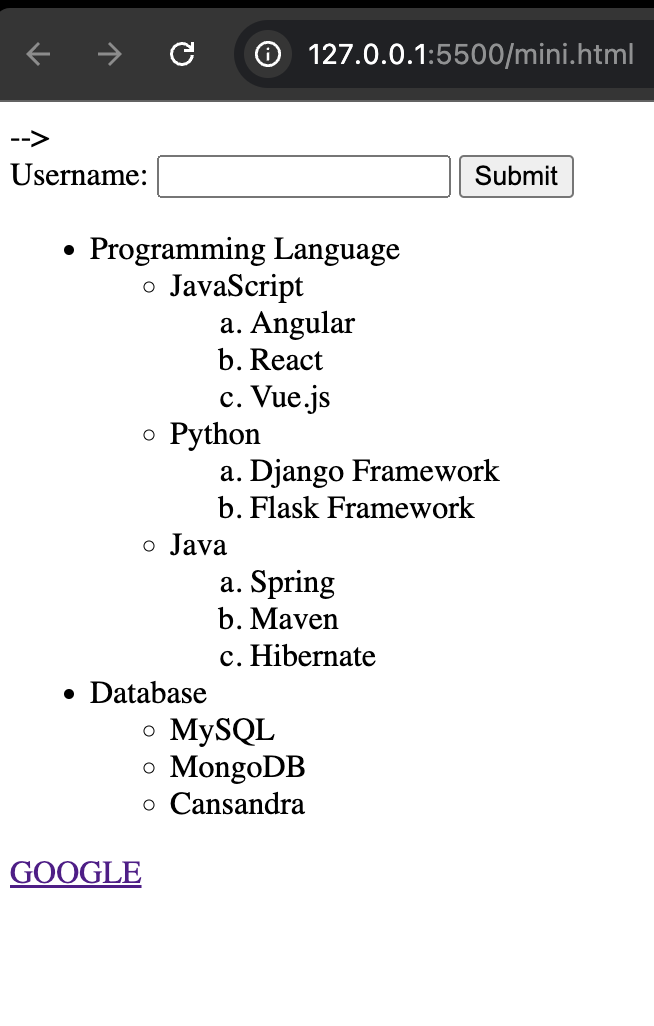 127.0.0.1:5500/mini.html
-->
Username: Submit
Programming Language
JavaScript
a. Angular
b. React
c. Vue.js
Python
a. Django Framework
b. Flask Framework
Java
a. Spring
b. Maven
c. Hibernate
Database
MySQL
MongoDB
Cansandra
GOOGLE